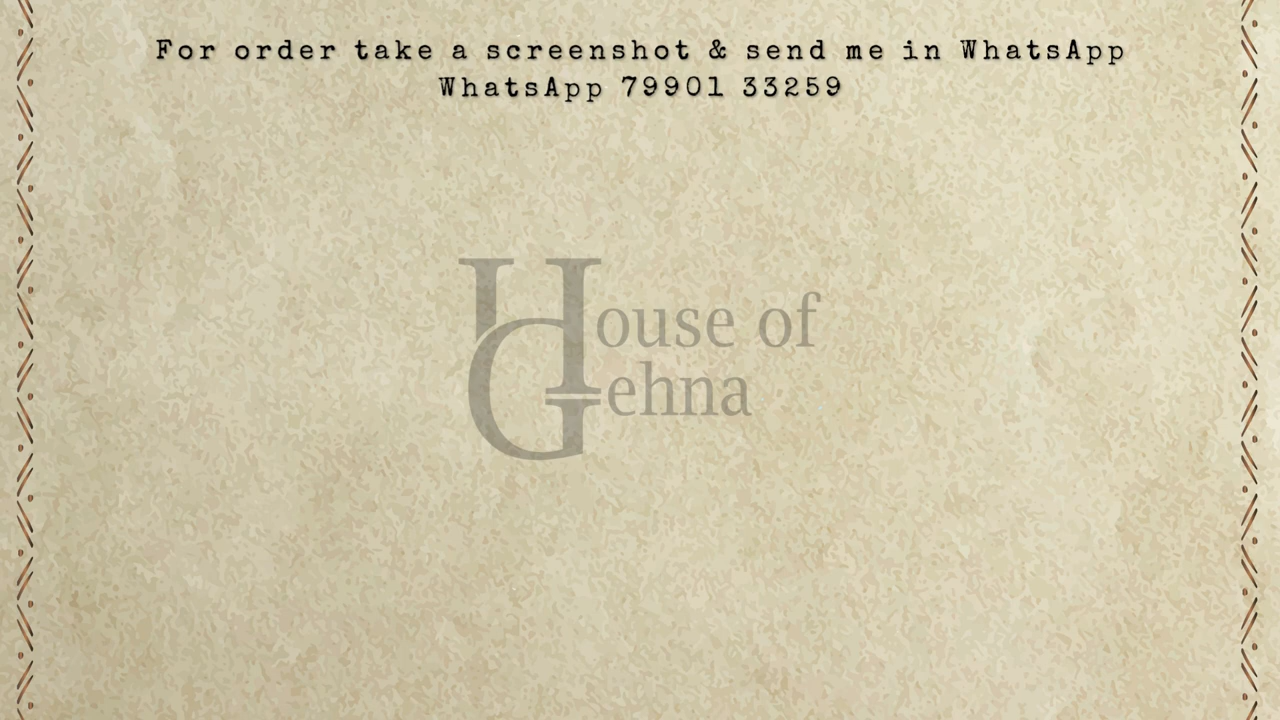 For order take a screenshot & send me in WhatsApp
WhatsApp 79901 33259
House of
Gehna